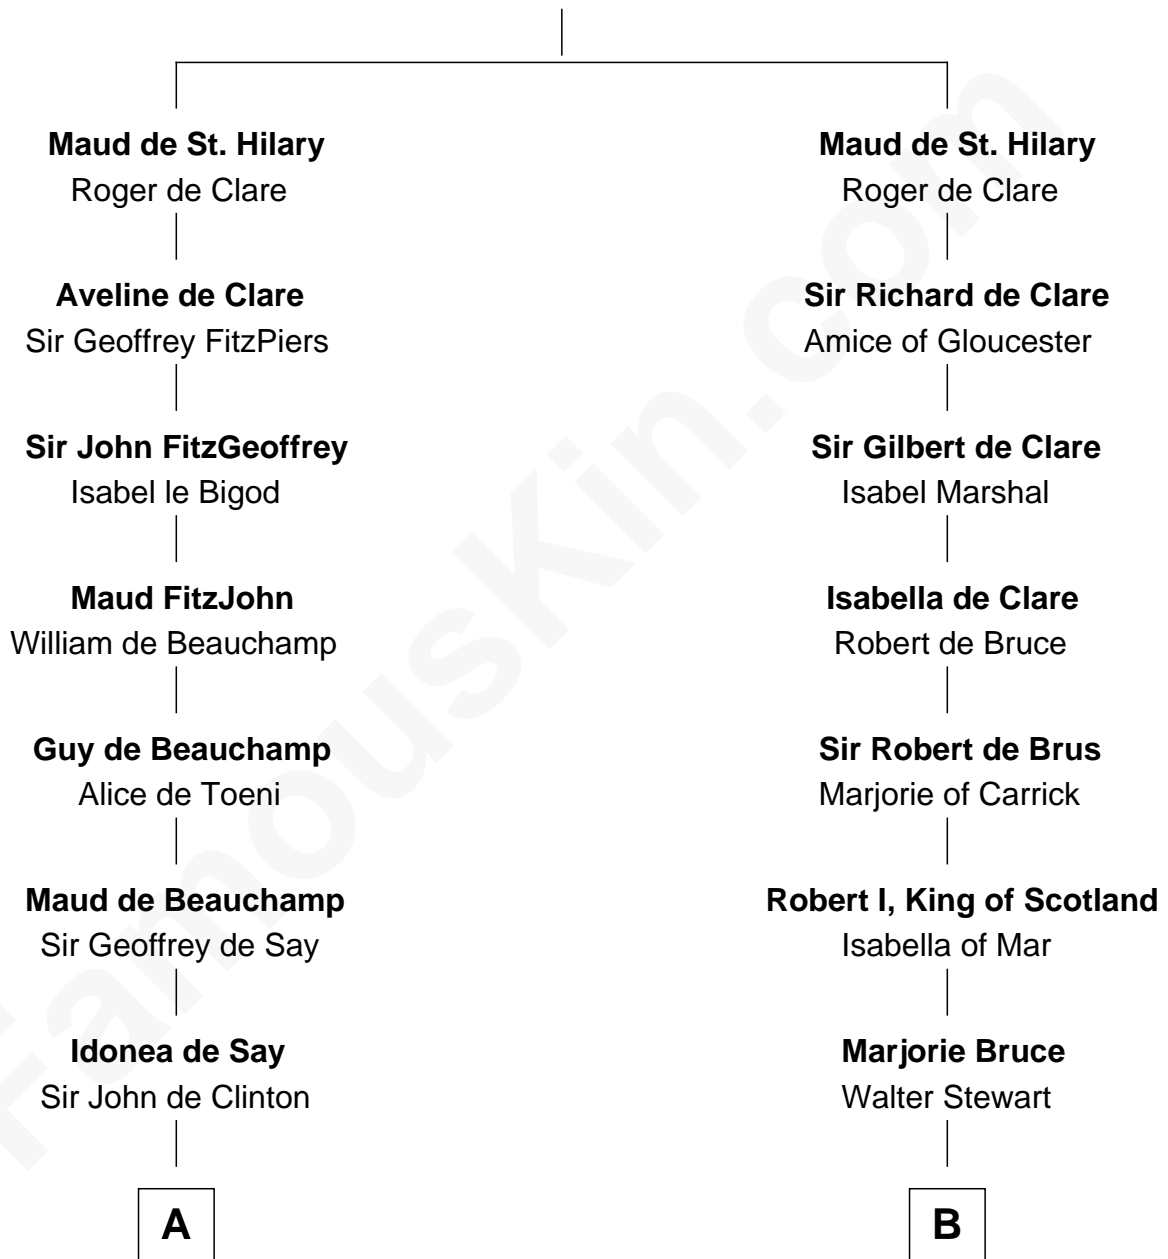 Maud de St. Hilary
Roger de Clare
Aveline de Clare
Sir Geoffrey FitzPiers
Sir John FitzGeoffrey
Isabel le Bigod
Maud FitzJohn
William de Beauchamp
Guy de Beauchamp
Alice de Toeni
Maud de Beauchamp
Sir Geoffrey de Say
Idonea de Say
Sir John de Clinton
A
Maud de St. Hilary
Roger de Clare
Sir Richard de Clare
Amice of Gloucester
Sir Gilbert de Clare
Isabel Marshal
Isabella de Clare
Robert de Bruce
Sir Robert de Brus
Marjorie of Carrick
Robert I, King of Scotland
Isabella of Mar
Marjorie Bruce
Walter Stewart
B
FamousKin.com